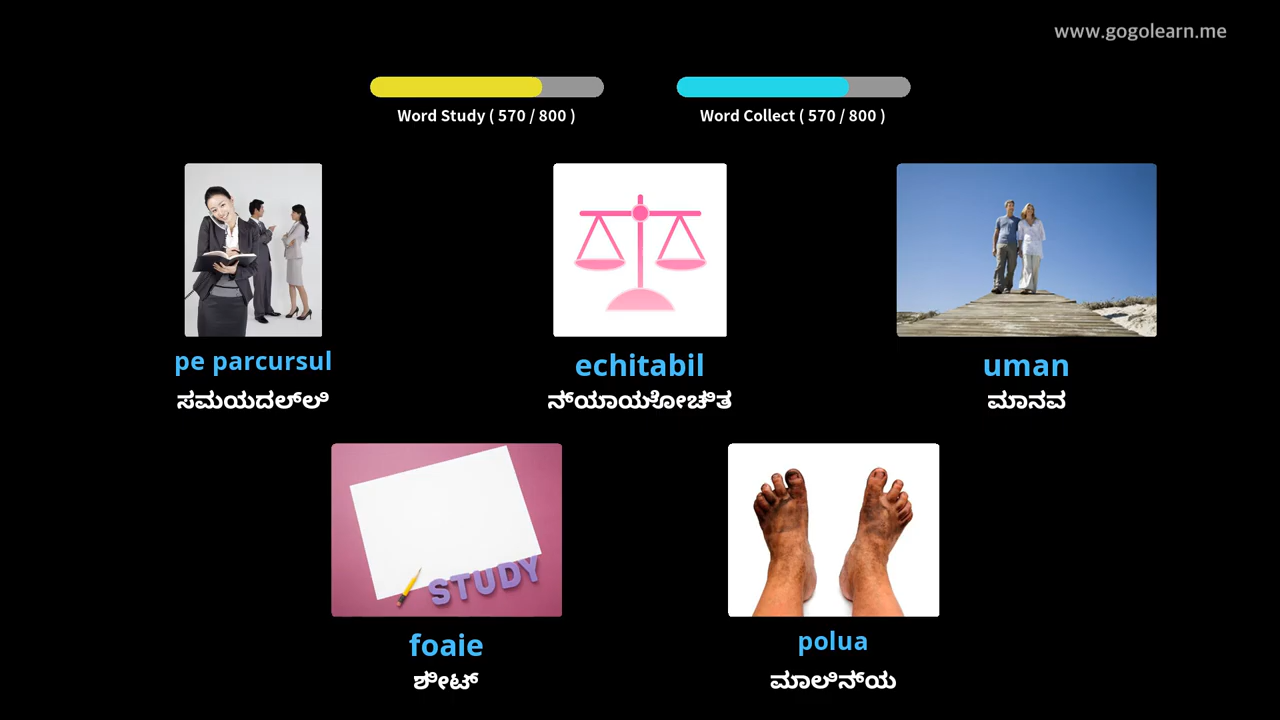 www.gogolearn.me
Word Study ( 570 / 800 )
Word Collect ( 570 / 800 )
pe parcursul
ಸಮಯದಲ್ಲಿ
echitabil
ನ್ಯಾಯೋಚಿತ
uman
ಮಾನವ
STUDY
foaie
ಶೀಟ್
polua
ಮಾಲಿನ್ಯ